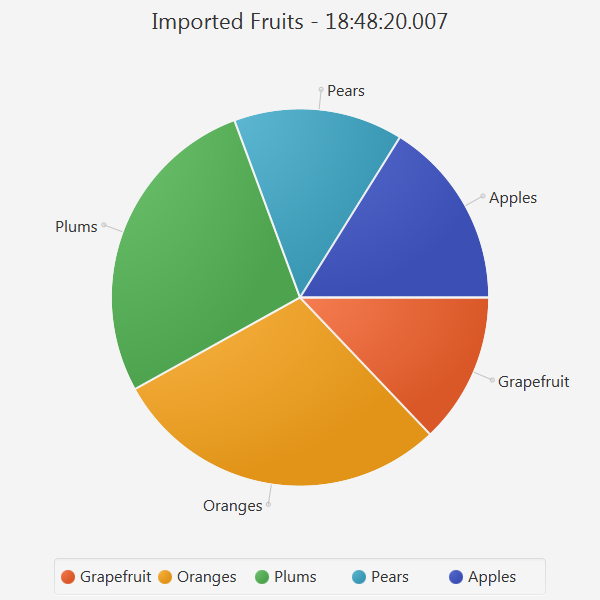 Imported Fruits - 18:48:20.007
Pears
Apples
Plums
Grapefruit
Oranges
Grapefruit Oranges Plums Pears Apples